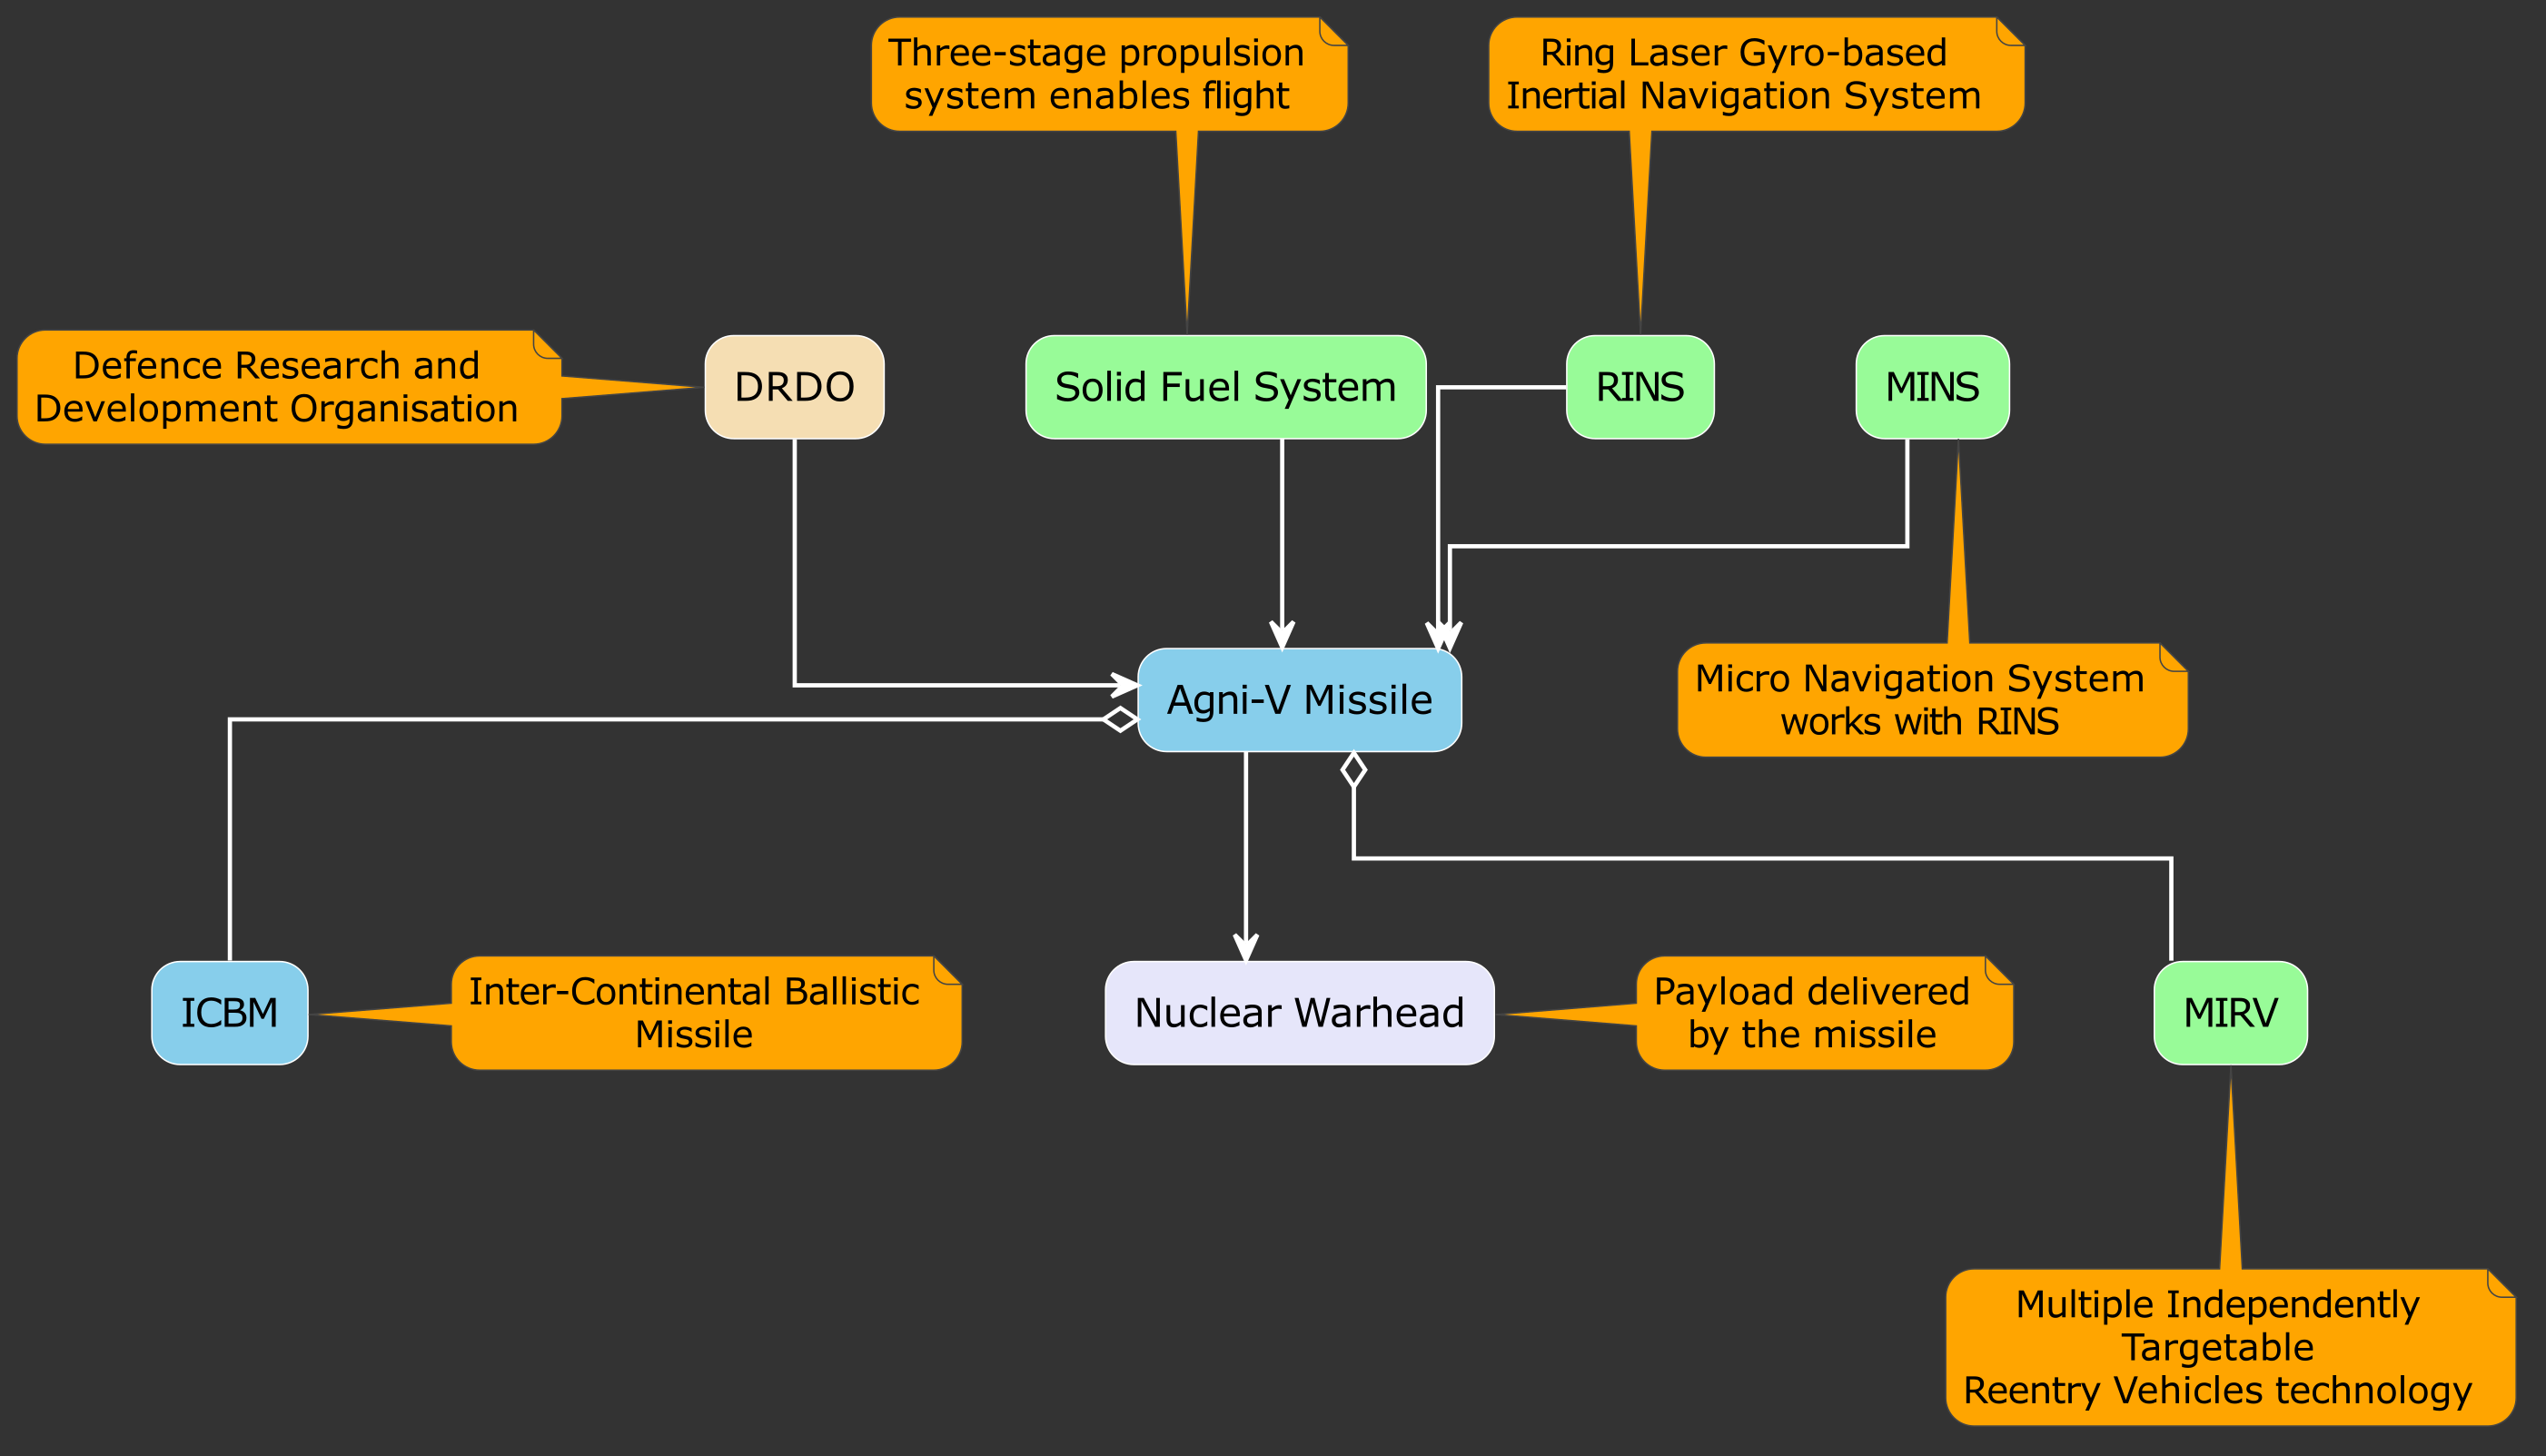 Three-stage propulsion
system enables flight
Ring Laser Gyro-based
Inertial Navigation System
Defence Research and
Development Organisation
DRDO
Solid Fuel System
RINS
MINS
Agni-V Missile
Micro Navigation System
works with RINS
ICBM
Inter-Continental Ballistic
Missile
Nuclear Warhead
Payload delivered
by the missile
MIRV
Multiple Independently
Targetable
Reentry Vehicles technology